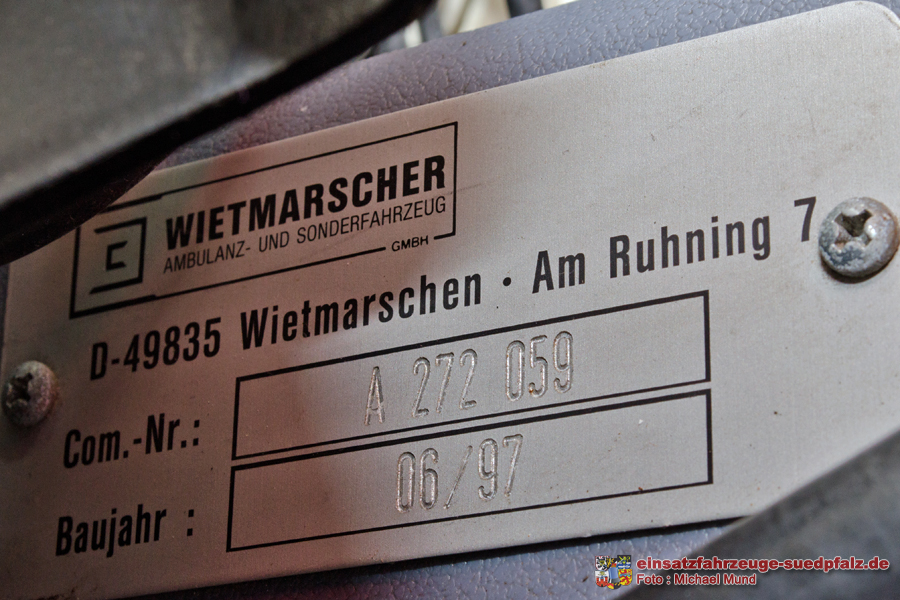 WIETMARSCHER
AMBULANZ- UND SONDERFAHRZEUG
GMBH
D-49835 Wietmarschen · Am Ruhning 7
Com.-Nr.: A 272 059
Baujahr : 06/97
einsatzfahrzeuge-suedpfalz.de
Foto : Michael Mund